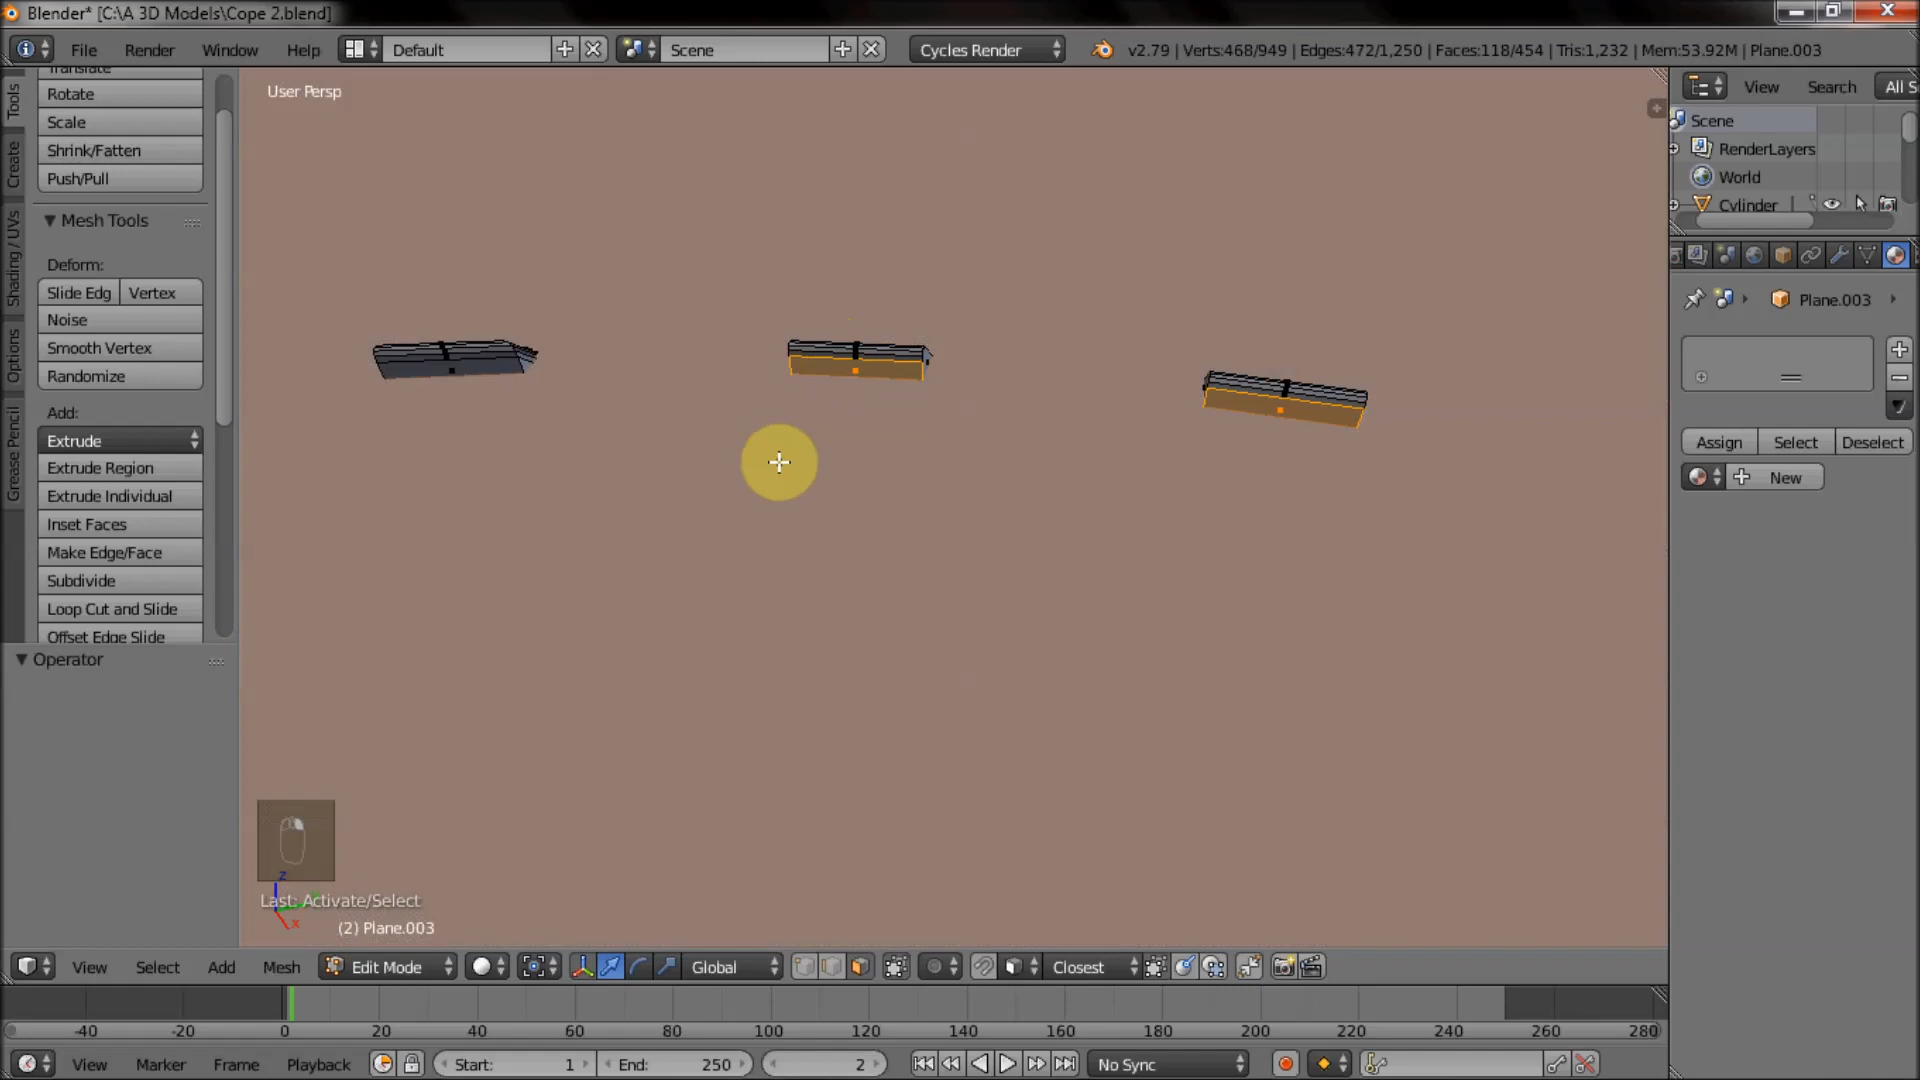 Blender* [C:\A 3D Models\Cope 2.blend]
File Render Window Help Default Scene Cycles Render v2.79 | Verts:468/949 | Edges:472/1,250 | Faces:118/454 | Tris:1,232 | Mem:53.92M | Plane.003
Tools
Create
Shading / UVs
Options
Grease Pencil
Translate
Rotate
Scale
Shrink/Fatten
Push/Pull
Mesh Tools
Deform:
Slide Edg Vertex
Noise
Smooth Vertex
Randomize
Add:
Extrude
Extrude Region
Extrude Individual
Inset Faces
Make Edge/Face
Subdivide
Loop Cut and Slide
Offset Edge Slide
Operator
User Persp
z
x
Last: Activate/Select
(2) Plane.003
View Search All S
Scene
RenderLayers
World
Cylinder
Plane.003
Assign Select Deselect
New
View Select Add Mesh Edit Mode Global Closest
-40 -20 0 20 40 60 80 100 120 140 160 180 200 220 240 260 280
View Marker Frame Playback Start: 1 End: 250 2 No Sync